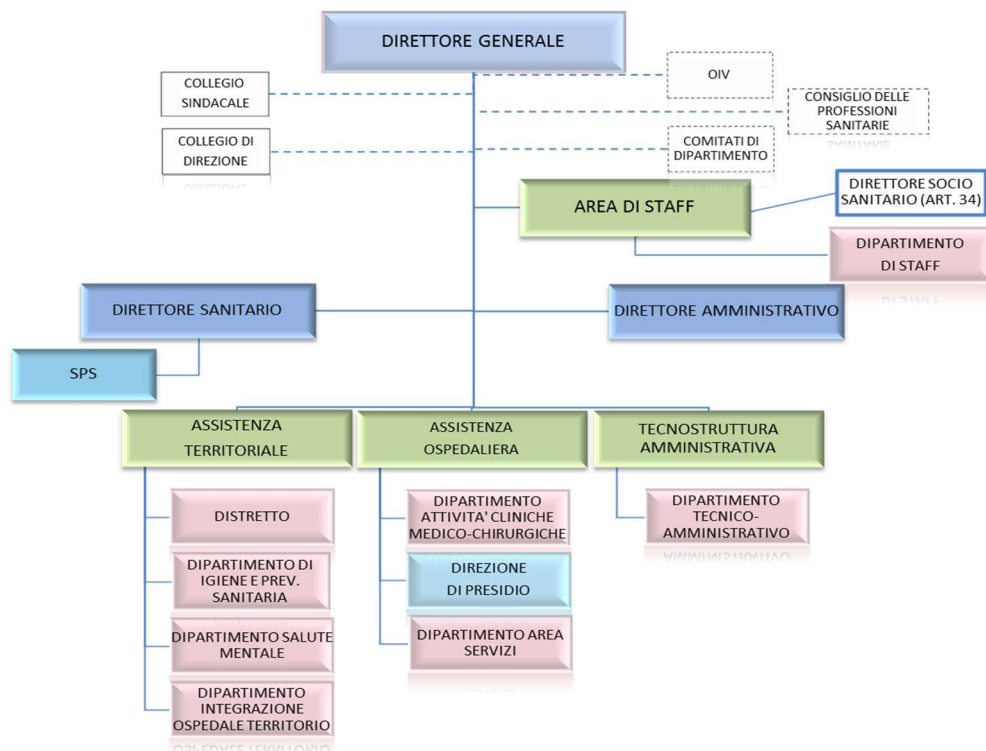 DIRETTORE GENERALE
COLLEGIO
SINDACALE
OIV
CONSIGLIO DELLE
PROFESSIONI
SANITARIE
COLLEGIO DI
DIREZIONE
COMITATI DI
DIPARTIMENTO
AREA DI STAFF
DIRETTORE SOCIO
SANITARIO (ART. 34)
DIPARTIMENTO
DI STAFF
DIRETTORE SANITARIO
DIRETTORE AMMINISTRATIVO
SPS
ASSISTENZA
TERRITORIALE
ASSISTENZA
OSPEDALIERA
TECNOSTRUTTURA
AMMINISTRATIVA
DISTRETTO
DIPARTIMENTO DI
IGIENE E PREV.
SANITARIA
DIPARTIMENTO SALUTE
MENTALE
DIPARTIMENTO
INTEGRAZIONE
OSPEDALE TERRITORIO
DIPARTIMENTO
ATTIVITA' CLINICHE
MEDICO-CHIRURGICHE
DIREZIONE
DI PRESIDIO
DIPARTIMENTO AREA
SERVIZI
DIPARTIMENTO
TECNICO-
AMMINISTRATIVO